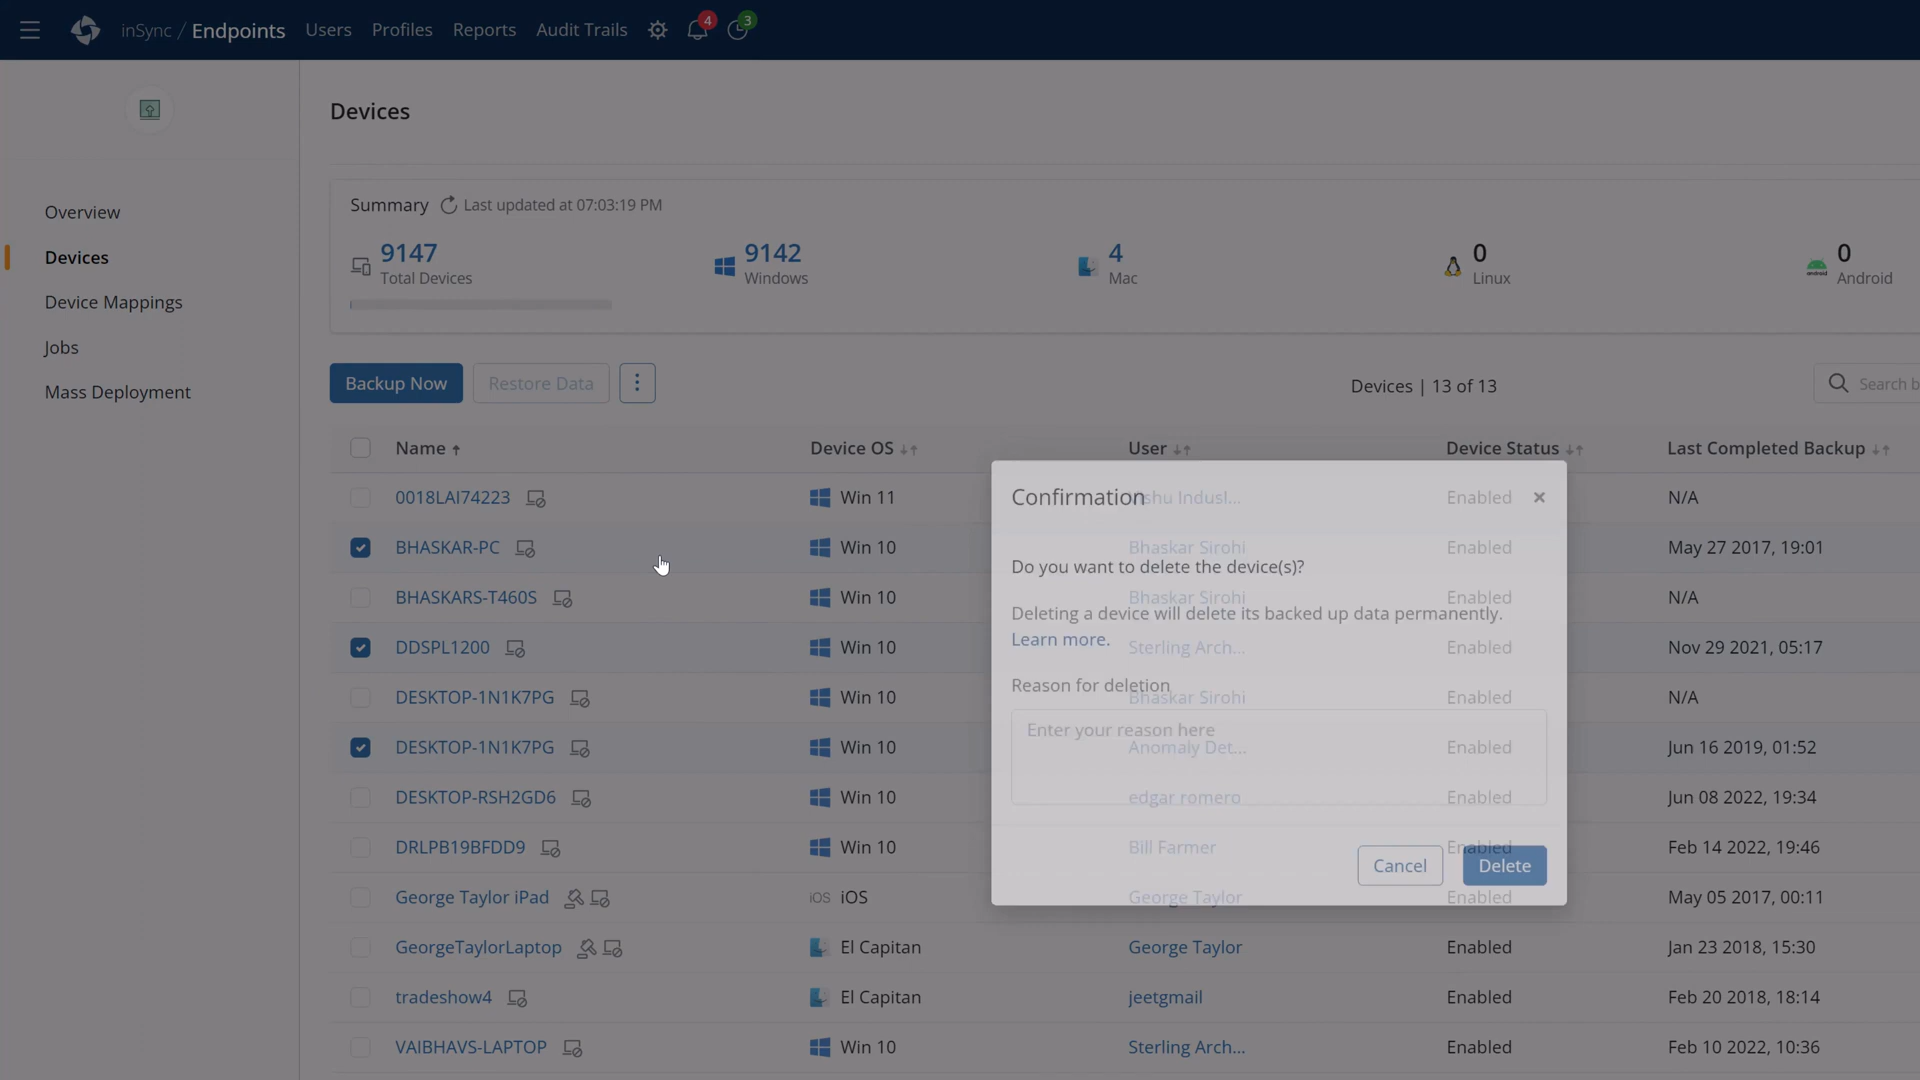 inSync / Endpoints Users Profiles Reports Audit Trails 4 3
Devices
Summary Last updated at 07:03:19 PM
9147 9142 4 0 0
Total Devices Windows Mac Linux Android
Overview
Devices
Device Mappings
Jobs
Mass Deployment
Backup Now Restore Data Devices | 13 of 13 Search b
Name Device OS User Device Status Last Completed Backup
0018LAI74223 Win 11 Enabled N/A
BHASKAR-PC Win 10 Bhaskar Sirohi Enabled May 27 2017, 19:01
BHASKARS-T460S Win 10 Bhaskar Sirohi Enabled N/A
DDSPL1200 Win 10 Sterling Arch... Enabled Nov 29 2021, 05:17
DESKTOP-1N1K7PG Win 10 Bhaskar Sirohi Enabled N/A
DESKTOP-1N1K7PG Win 10 Anomaly Det... Enabled Jun 16 2019, 01:52
DESKTOP-RSH2GD6 Win 10 edgar romero Enabled Jun 08 2022, 19:34
DRLPB19BFDD9 Win 10 Bill Farmer Enabled Feb 14 2022, 19:46
George Taylor iPad iOS iOS George Taylor Enabled May 05 2017, 00:11
GeorgeTaylorLaptop El Capitan George Taylor Enabled Jan 23 2018, 15:30
tradeshow4 El Capitan jeetgmail Enabled Feb 20 2018, 18:14
VAIBHAVS-LAPTOP Win 10 Sterling Arch... Enabled Feb 10 2022, 10:36
Confirmation
Do you want to delete the device(s)?
Deleting a device will delete its backed up data permanently.
Learn more.
Reason for deletion
Enter your reason here
Cancel Delete